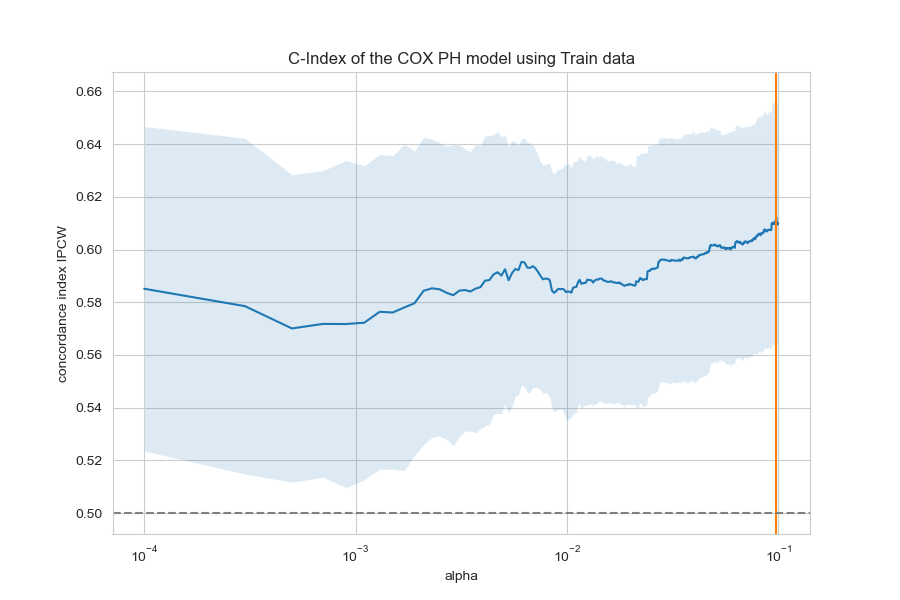 C-Index of the COX PH model using Train data
concordance index IPCW
0.66
0.64
0.62
0.60
0.58
0.56
0.54
0.52
0.50
10⁻⁴ 10⁻³ 10⁻² 10⁻¹
alpha